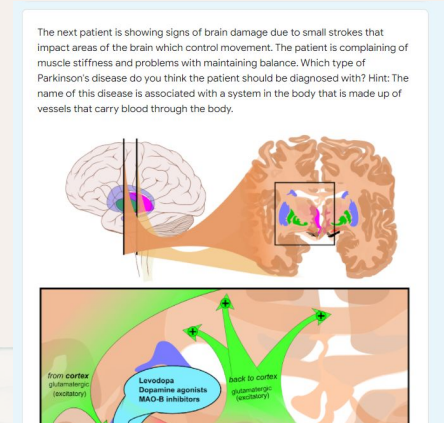 The next patient is showing signs of brain damage due to small strokes that
impact areas of the brain which control movement. The patient is complaining of
muscle stiffness and problems with maintaining balance. Which type of
Parkinson's disease do you think the patient should be diagnosed with? Hint: The
name of this disease is associated with a system in the body that is made up of
vessels that carry blood through the body.
from cortex
glutamatergic
(excitatory)
Levodopa
Dopamine agonists
MAO-B inhibitors
back to cortex
glutamatergic
(excitatory)
+
+
+